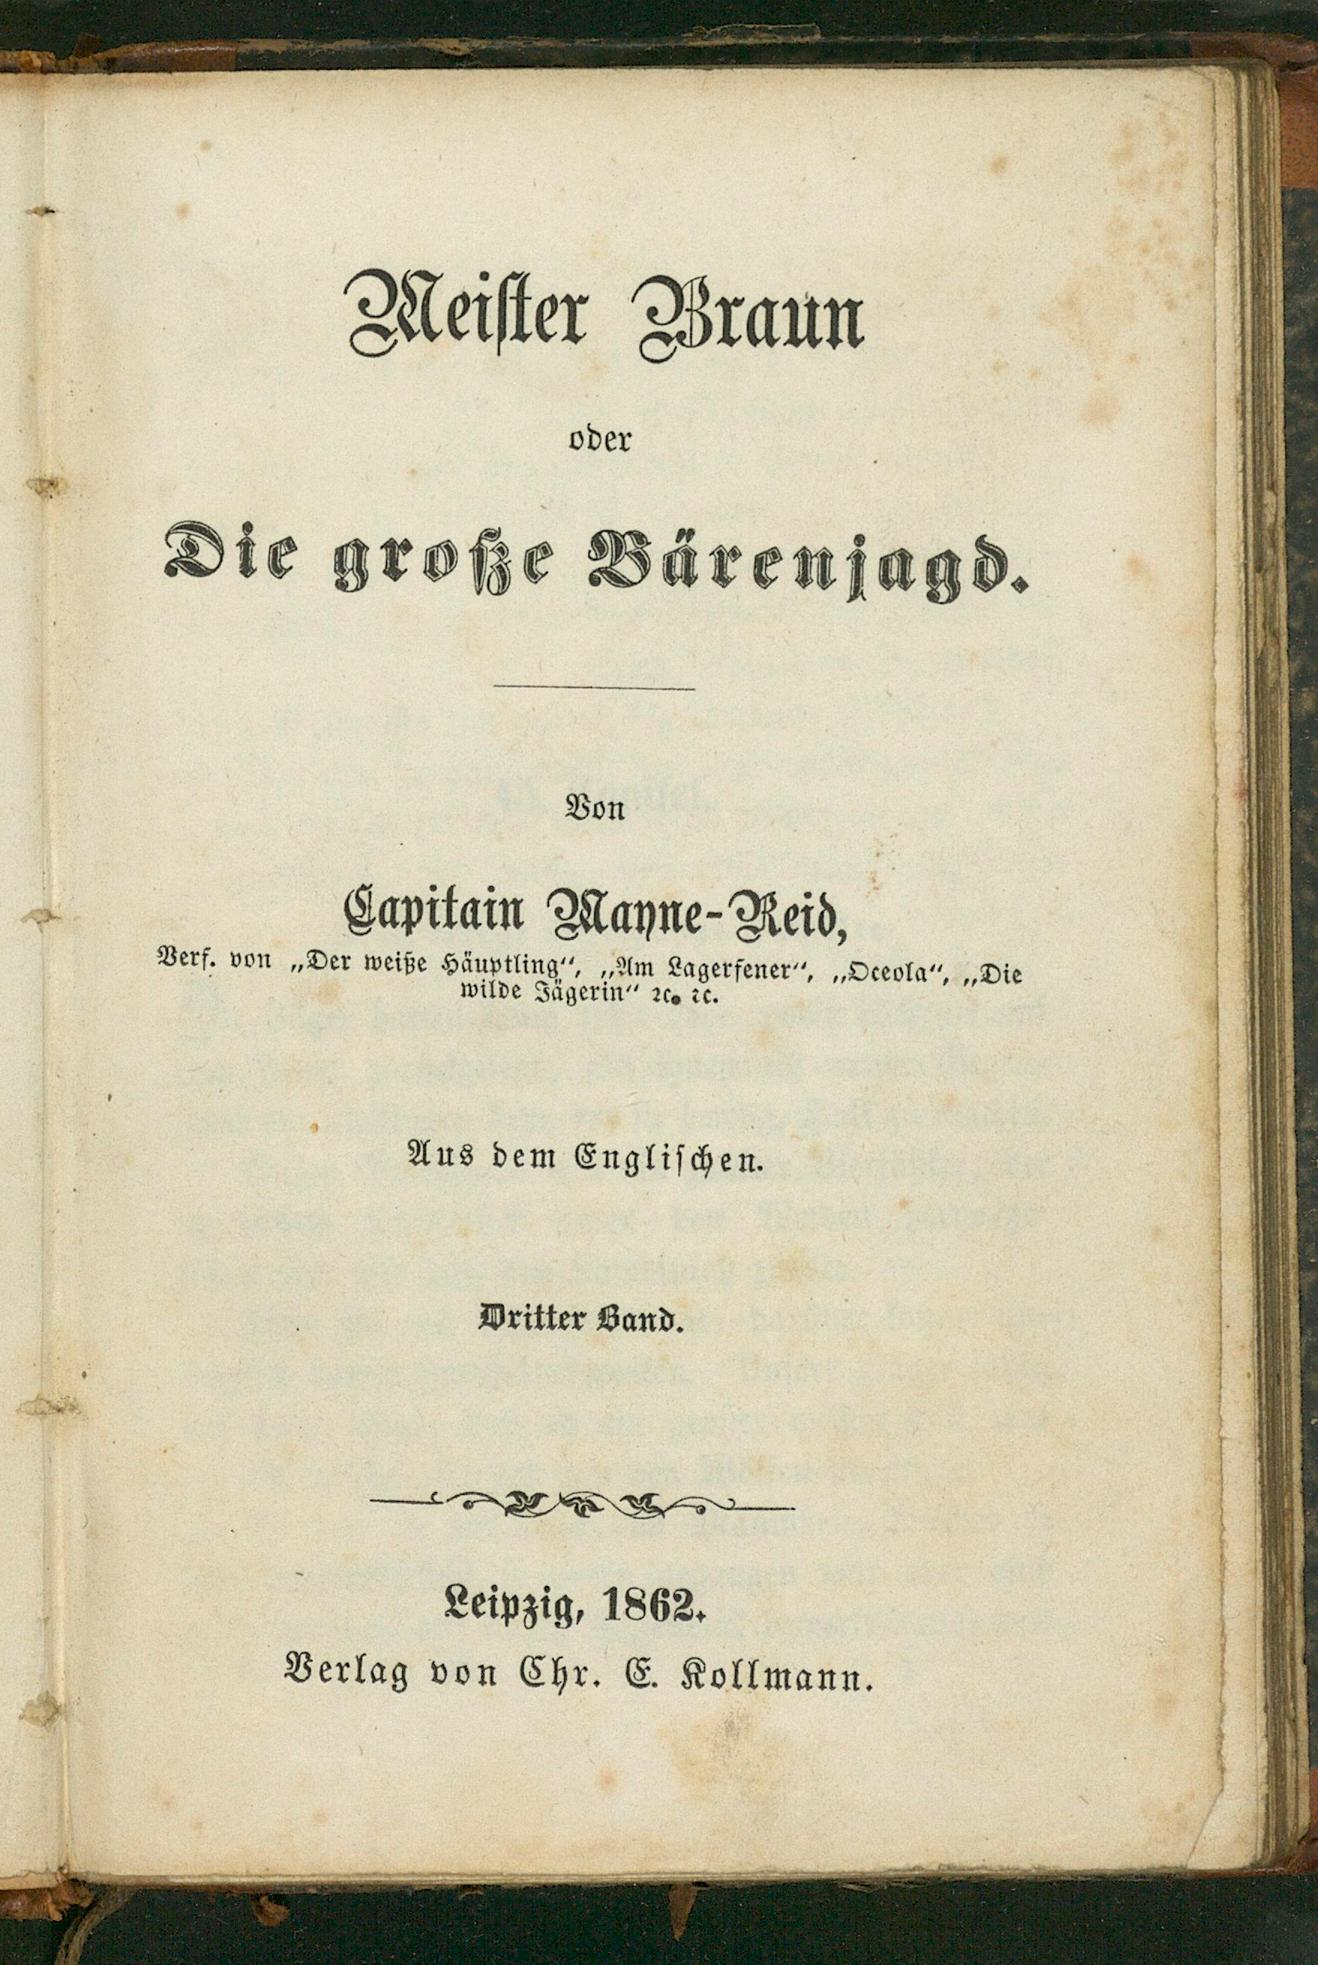 Meiſter Braun
oder
Die große Bärenjagd.
Von
Capitain Mayne-Reid,
Verf. von „Der weiße Häuptling“, „Am Lagerfener“, „Oceola“, „Die
wilde Jägerin“ ꝛc. ꝛc.
Aus dem Engliſchen.
Dritter Band.
Leipzig, 1862.
Verlag von Chr. E. Kollmann.